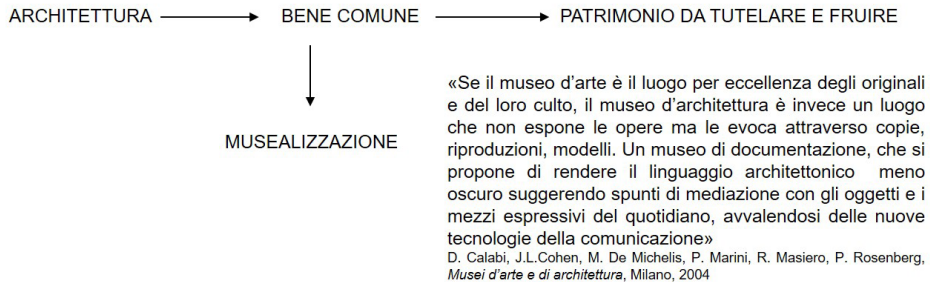 ARCHITETTURA BENE COMUNE PATRIMONIO DA TUTELARE E FRUIRE
MUSEALIZZAZIONE
«Se il museo d’arte è il luogo per eccellenza degli originali
e del loro culto, il museo d’architettura è invece un luogo
che non espone le opere ma le evoca attraverso copie,
riproduzioni, modelli. Un museo di documentazione, che si
propone di rendere il linguaggio architettonico meno
oscuro suggerendo spunti di mediazione con gli oggetti e i
mezzi espressivi del quotidiano, avvalendosi delle nuove
tecnologie della comunicazione»
D. Calabi, J.L.Cohen, M. De Michelis, P. Marini, R. Masiero, P. Rosenberg,
Musei d’arte e di architettura, Milano, 2004